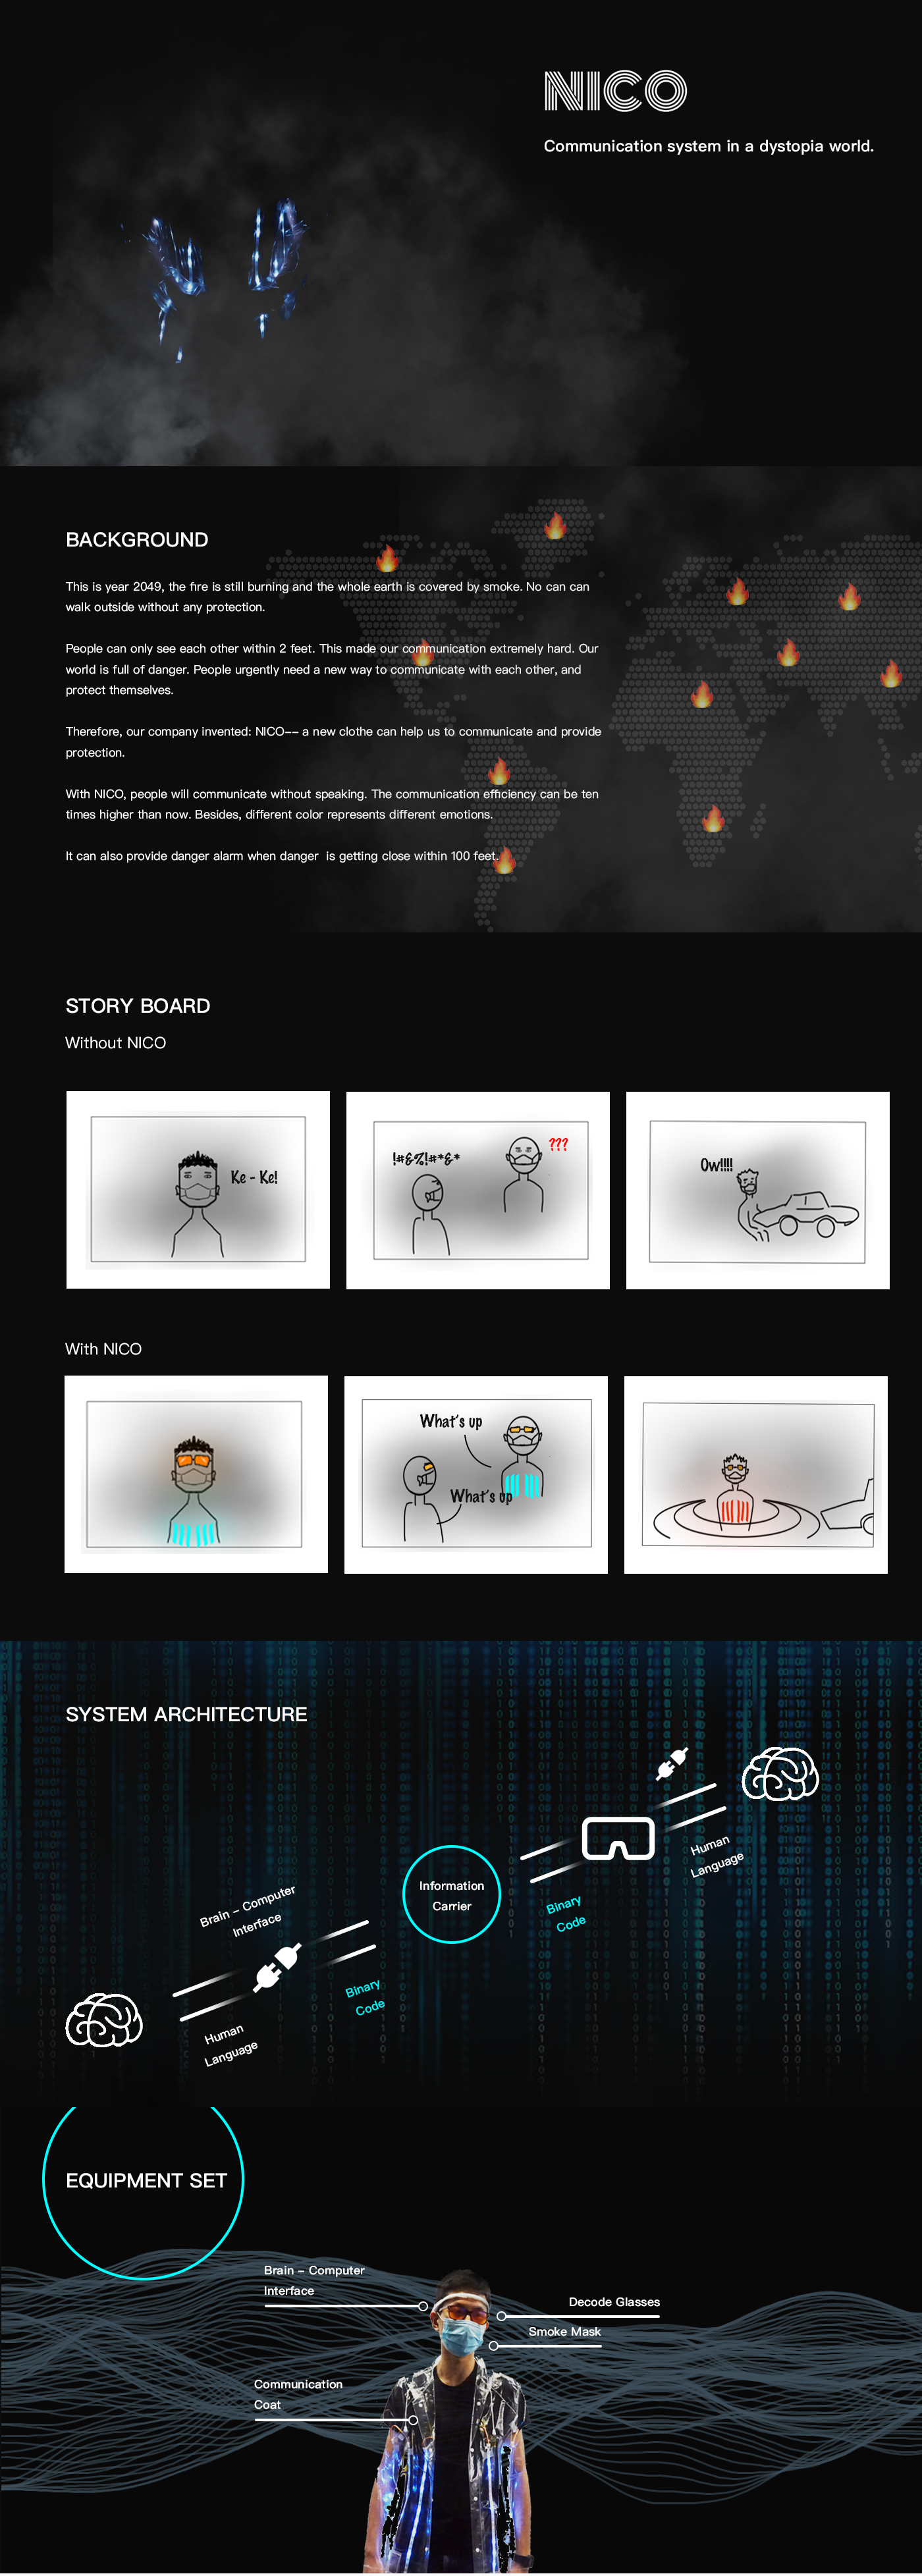 NICO
Communication system in a dystopia world.
BACKGROUND
This is year 2049, the fire is still burning and the whole earth is covered by smoke. No can can
walk outside without any protection.
People can only see each other within 2 feet. This made our communication extremely hard. Our
world is full of danger. People urgently need a new way to communicate with each other, and
protect themselves.
Therefore, our company invented: NICO-- a new clothe can help us to communicate and provide
protection.
With NICO, people will communicate without speaking. The communication efficiency can be ten
times higher than now. Besides, different color represents different emotions.
It can also provide danger alarm when danger  is getting close within 100 feet.
STORY BOARD
Without NICO
Ke - Ke!
!#&%!#*&*
???
Ow!!!!
With NICO
What's up
What's up
SYSTEM ARCHITECTURE
Human
Language
Information
Carrier
Binary
Code
Brain - Computer
Interface
Binary
Code
Human
Language
EQUIPMENT SET
Brain - Computer
Interface
Decode Glasses
Smoke Mask
Communication
Coat